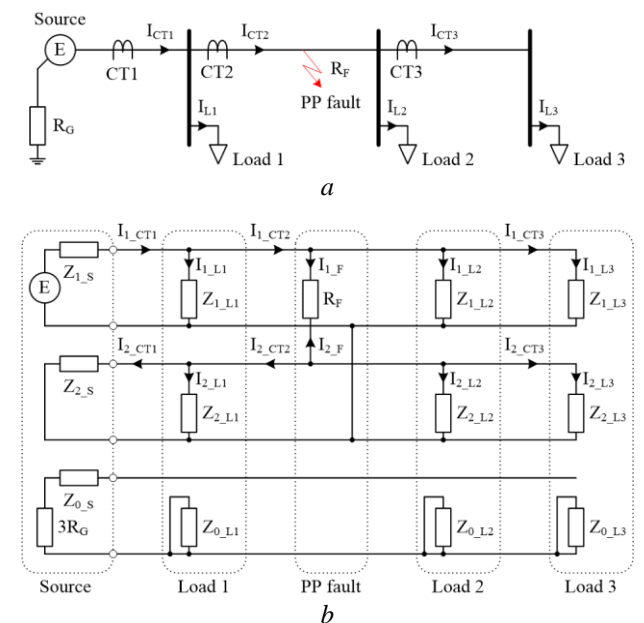 Source
E
I_CT1
I_CT2
I_CT3
CT1
CT2
R_F
CT3
PP fault
R_G
I_L1
I_L2
I_L3
Load 1
Load 2
Load 3
a
I_1_CT1
I_1_CT2
I_1_CT3
Z_1_S
I_1_L1
I_1_F
I_1_L2
I_1_L3
E
Z_1_L1
R_F
Z_1_L2
Z_1_L3
I_2_CT1
I_2_CT2
I_2_F
I_2_CT3
Z_2_S
I_2_L1
I_2_L2
I_2_L3
Z_2_L1
Z_2_L2
Z_2_L3
Z_0_S
3R_G
Z_0_L1
Z_0_L2
Z_0_L3
Source
Load 1
PP fault
Load 2
Load 3
b